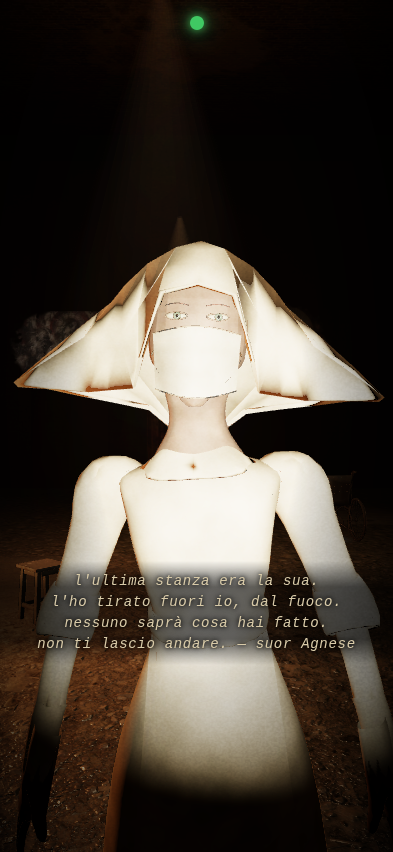 l'ultima stanza era la sua.
l'ho tirato fuori io, dal fuoco.
nessuno saprà cosa hai fatto.
non ti lascio andare. — suor Agnese